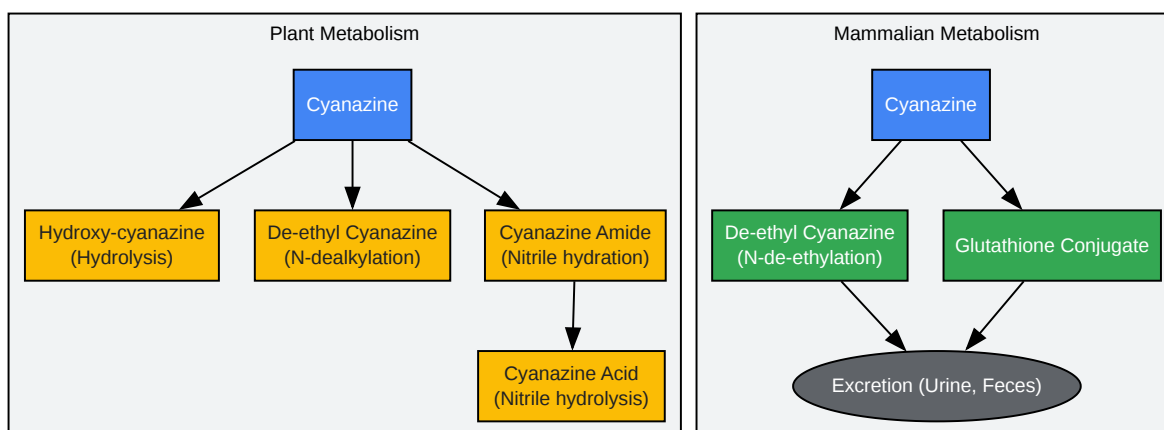 Plant Metabolism
Cyanazine
Hydroxy-cyanazine
(Hydrolysis)
De-ethyl Cyanazine
(N-dealkylation)
Cyanazine Amide
(Nitrile hydration)
Cyanazine Acid
(Nitrile hydrolysis)
Mammalian Metabolism
Cyanazine
De-ethyl Cyanazine
(N-de-ethylation)
Glutathione Conjugate
Excretion (Urine, Feces)